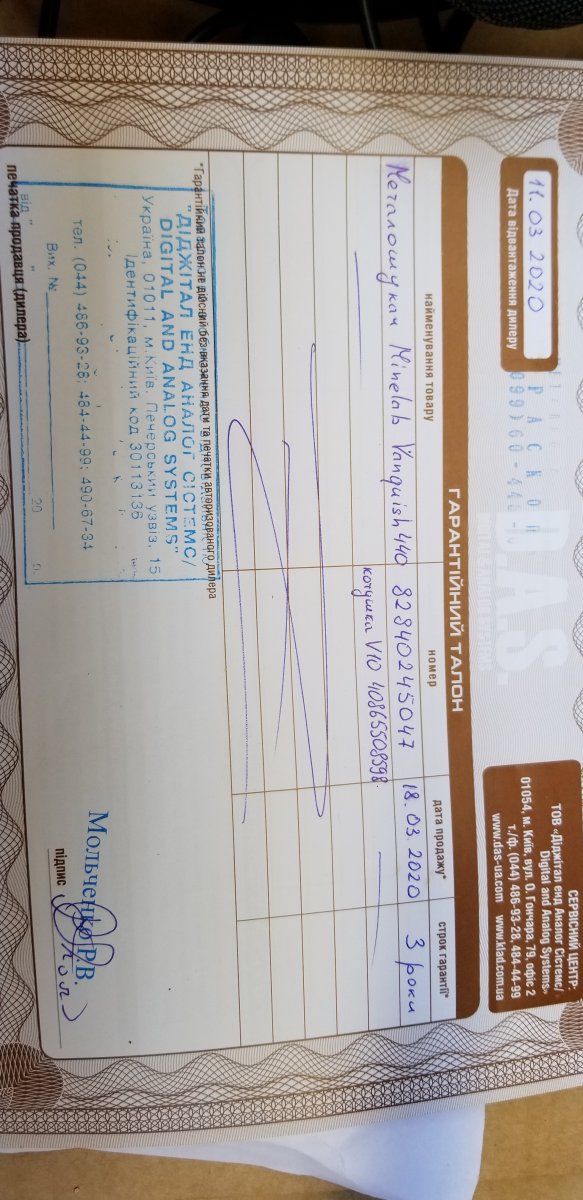 11.03 2020
Дата відвантаження дилеру
D.A.S.
СЕРВІСНИЙ ЦЕНТР:
ТОВ «Діджітал енд Аналог Сістемс/
Digital and Analog Systems»
01054, м. Київ, вул. О. Гончара, 79, офіс 2
т./ф. (044) 486-93-28, 484-44-99
www.das-ua.com www.klad.com.ua
ГАРАНТІЙНИЙ ТАЛОН
найменування товару номер дата продажу* строк гарантії*
Металошукач Minelab Vanquish 440 82940245047 18.03 2020 3 роки
котушка V10 40865508598
*Гарантійний талон не дійсний без вказання дати та печатки авторизованого дилера
"ДІДЖІТАЛ ЕНД АНАЛОГ СІСТЕМС/
DIGITAL AND ANALOG SYSTEMS"
Україна, 01011, м.Київ, Печерський узвіз, 15
Ідентифікаційний код 30113136
тел. (044) 486-93-28; 484-44-99; 490-67-34
Вих. №
від " " 20 р.
печатка продавця (дилера)
Мольченко Р.В.
підпис